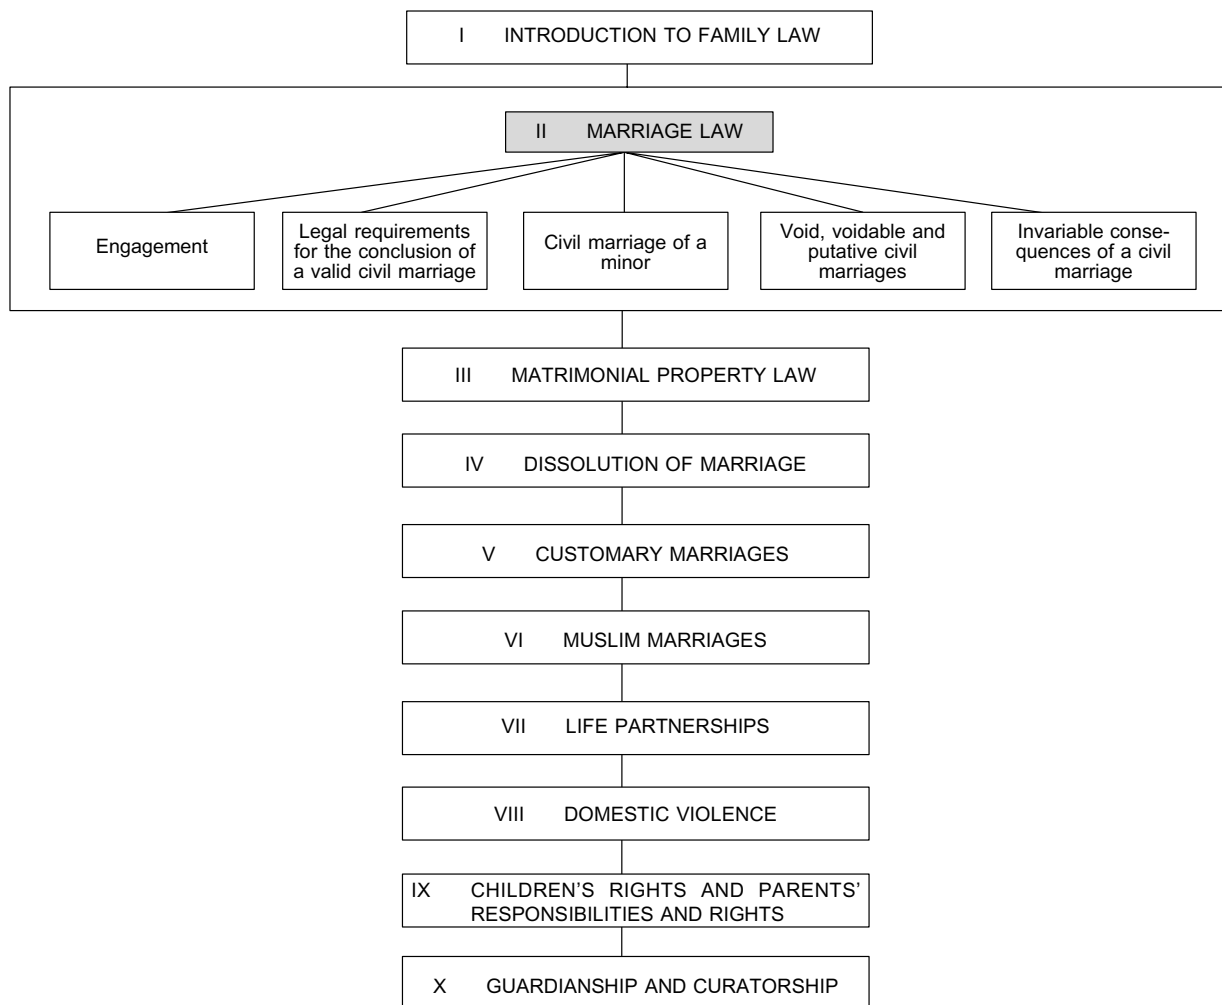 I INTRODUCTION TO FAMILY LAW
II MARRIAGE LAW
Engagement
Legal requirements
for the conclusion of
a valid civil marriage
Civil marriage of a
minor
Void, voidable and
putative civil
marriages
Invariable conse-
quences of a civil
marriage
III MATRIMONIAL PROPERTY LAW
IV DISSOLUTION OF MARRIAGE
V CUSTOMARY MARRIAGES
VI MUSLIM MARRIAGES
VII LIFE PARTNERSHIPS
VIII DOMESTIC VIOLENCE
IX CHILDREN’S RIGHTS AND PARENTS’
RESPONSIBILITIES AND RIGHTS
X GUARDIANSHIP AND CURATORSHIP